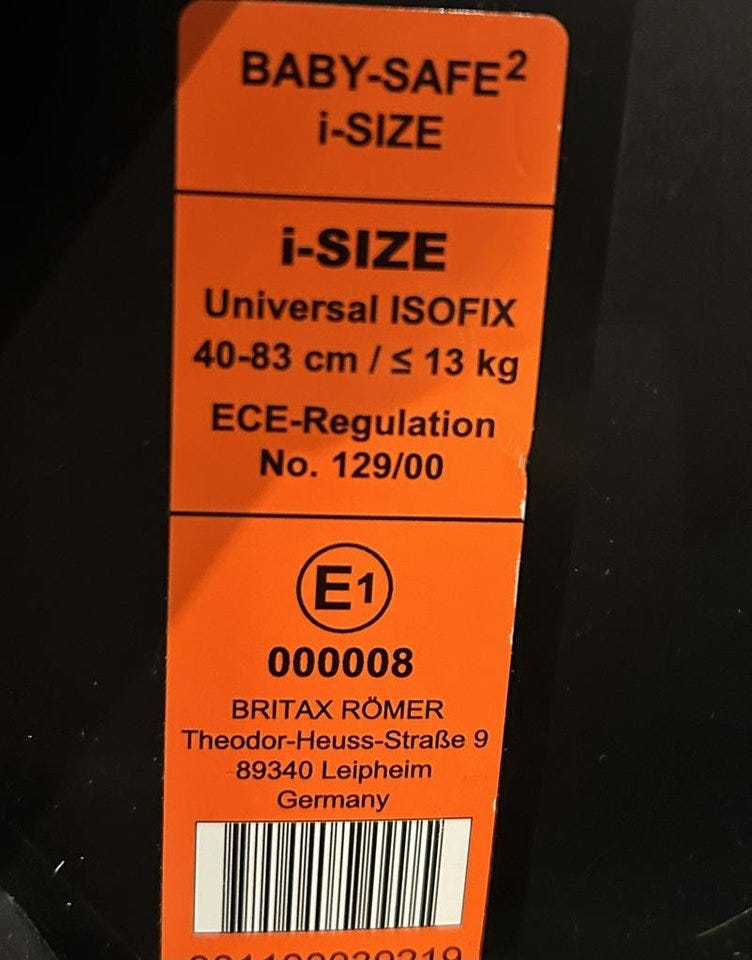 BABY-SAFE²
i-SIZE
i-SIZE
Universal ISOFIX
40-83 cm / ≤ 13 kg
ECE-Regulation
No. 129/00
E1
000008
BRITAX RÖMER
Theodor-Heuss-Straße 9
89340 Leipheim
Germany